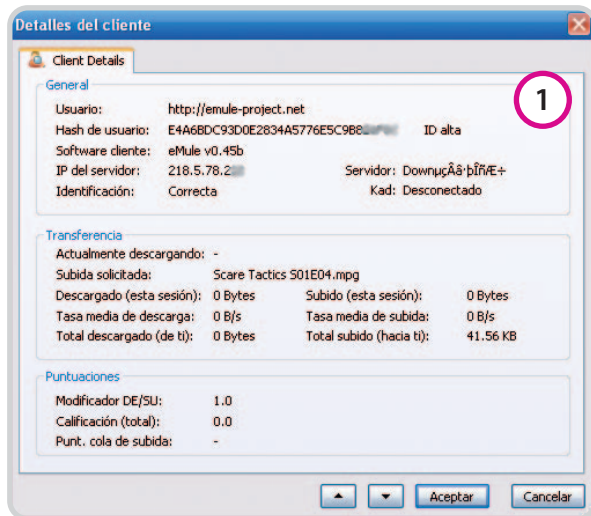 Detalles del cliente
Client Details
1
General
Usuario: http://emule-project.net
Hash de usuario: E4A6BDC93D0E2834A5776E5C9B8 ID alta
Software cliente: eMule v0.45b
IP del servidor: 218.5.78.2 Servidor: DownµçÂâ·þÎñÆ÷
Identificación: Correcta Kad: Desconectado
Transferencia
Actualmente descargando: -
Subida solicitada: Scare Tactics S01E04.mpg
Descargado (esta sesión): 0 Bytes Subido (esta sesión): 0 Bytes
Tasa media de descarga: 0 B/s Tasa media de subida: 0 B/s
Total descargado (de ti): 0 Bytes Total subido (hacia ti): 41.56 KB
Puntuaciones
Modificador DE/SU: 1.0
Calificación (total): 0.0
Punt. cola de subida: -
Aceptar Cancelar